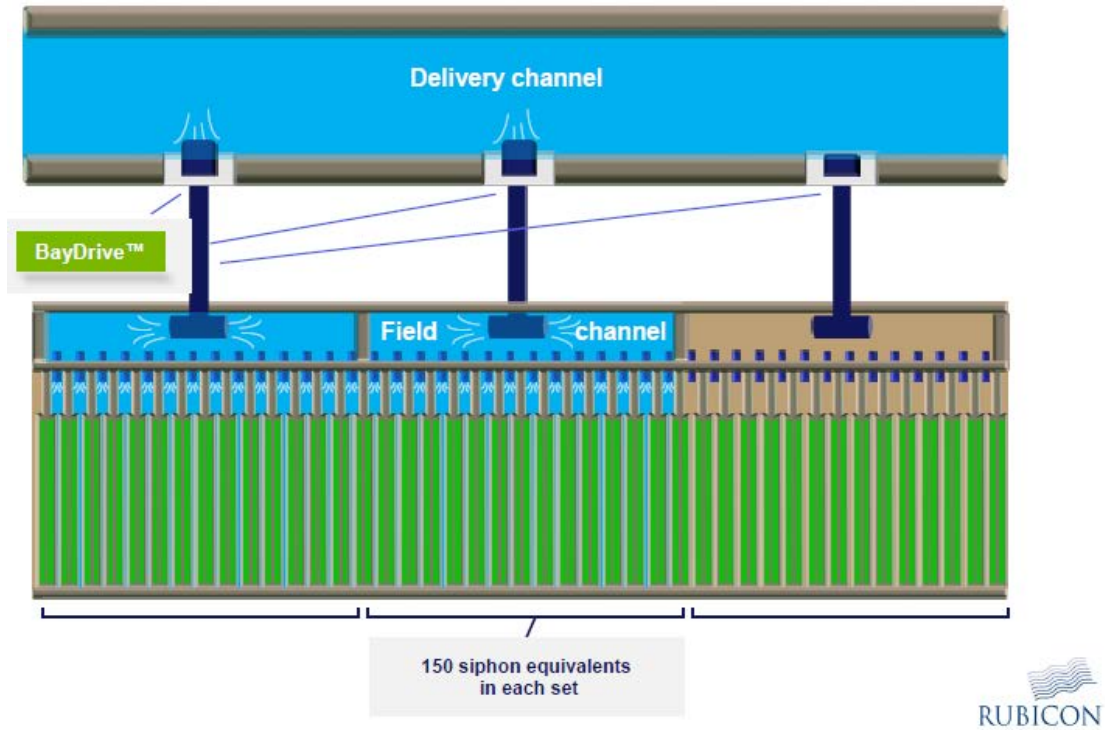 Delivery channel
BayDrive™
Field channel
150 siphon equivalents
in each set
RUBICON